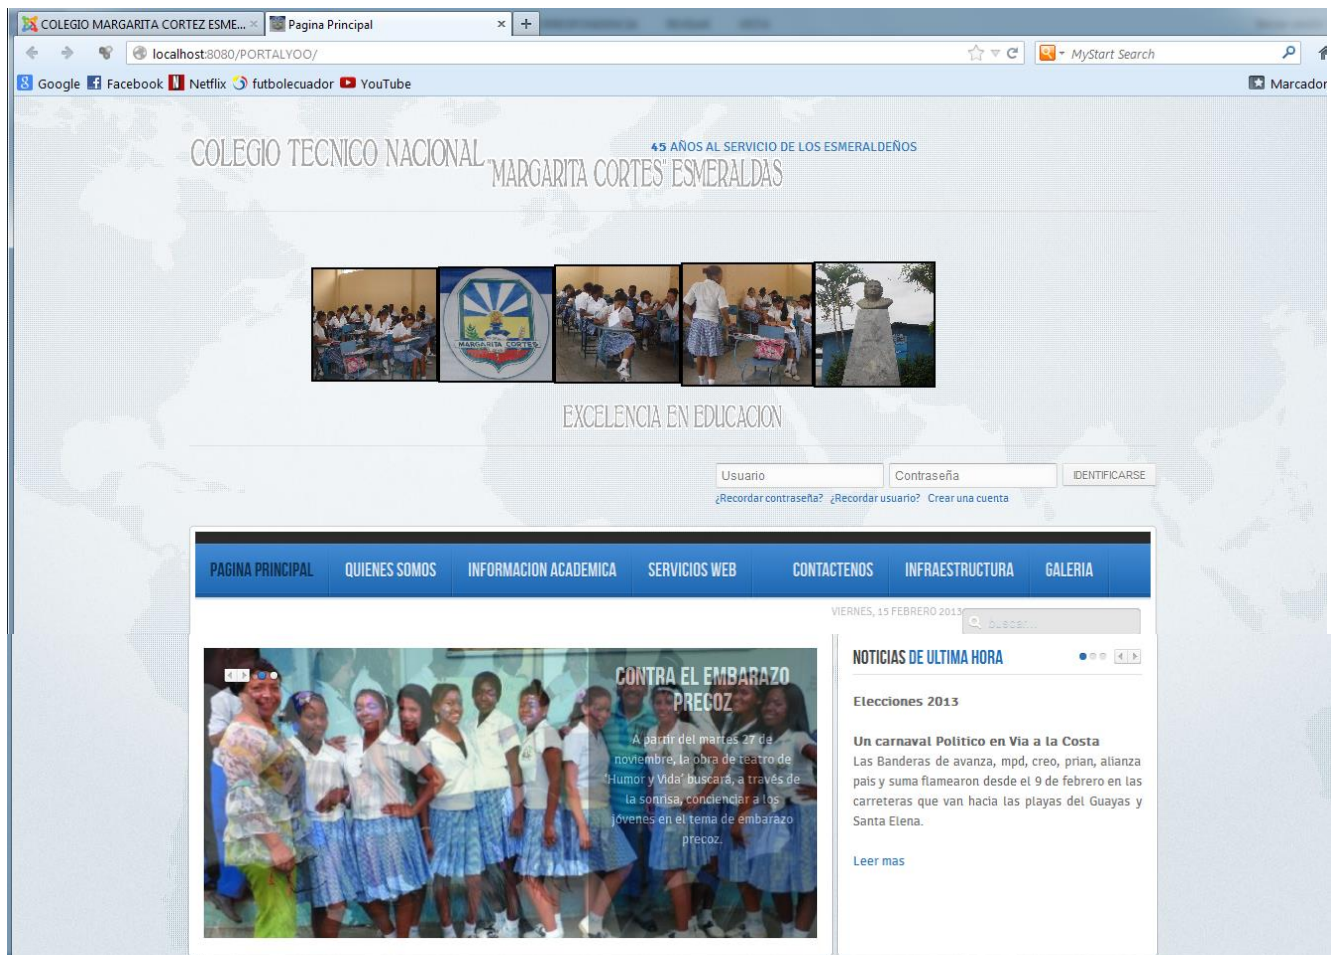 COLEGIO MARGARITA CORTEZ ESME...
Pagina Principal
localhost:8080/PORTALYOO/
MyStart Search
Google Facebook Netflix futbolecuador YouTube
Marcador
COLEGIO TECNICO NACIONAL
45 AÑOS AL SERVICIO DE LOS ESMERALDEÑOS
"MARGARITA CORTES" ESMERALDAS
MARGARITA CORTES
EXCELENCIA EN EDUCACION
Usuario Contraseña IDENTIFICARSE
¿Recordar contraseña? ¿Recordar usuario? Crear una cuenta
PAGINA PRINCIPAL QUIENES SOMOS INFORMACION ACADEMICA SERVICIOS WEB CONTACTENOS INFRAESTRUCTURA GALERIA
VIERNES, 15 FEBRERO 2013
buscar...
CONTRA EL EMBARAZO
PRECOZ
A partir del martes 27 de
noviembre, la obra de teatro de
'Humor y Vida' buscará, a través de
la sonrisa, concienciar a los
jóvenes en el tema de embarazo
precoz.
NOTICIAS DE ULTIMA HORA
Elecciones 2013
Un carnaval Politico en Via a la Costa
Las Banderas de avanza, mpd, creo, prian, alianza
pais y suma flamearon desde el 9 de febrero en las
carreteras que van hacia las playas del Guayas y
Santa Elena.
Leer mas